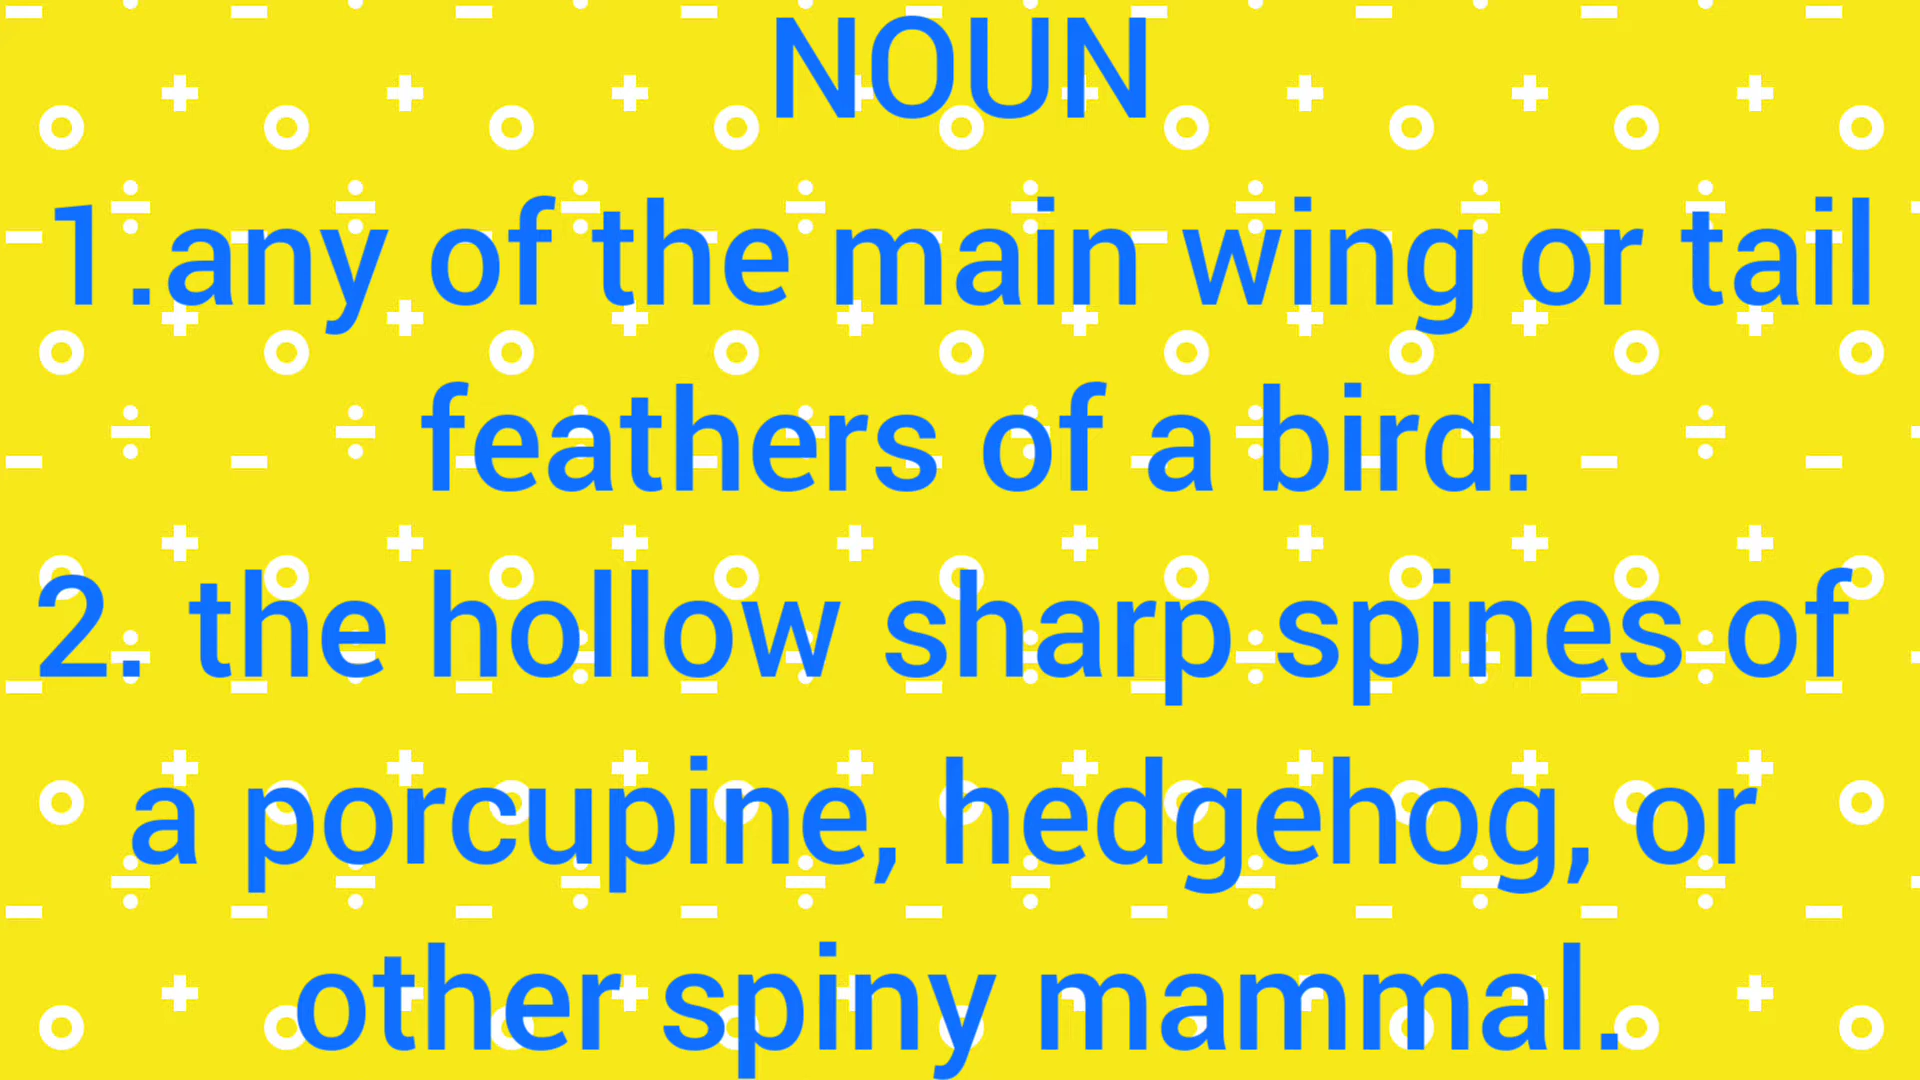 NOUN
1.any of the main wing or tail
feathers of a bird.
2. the hollow sharp spines of
a porcupine, hedgehog, or
other spiny mammal.